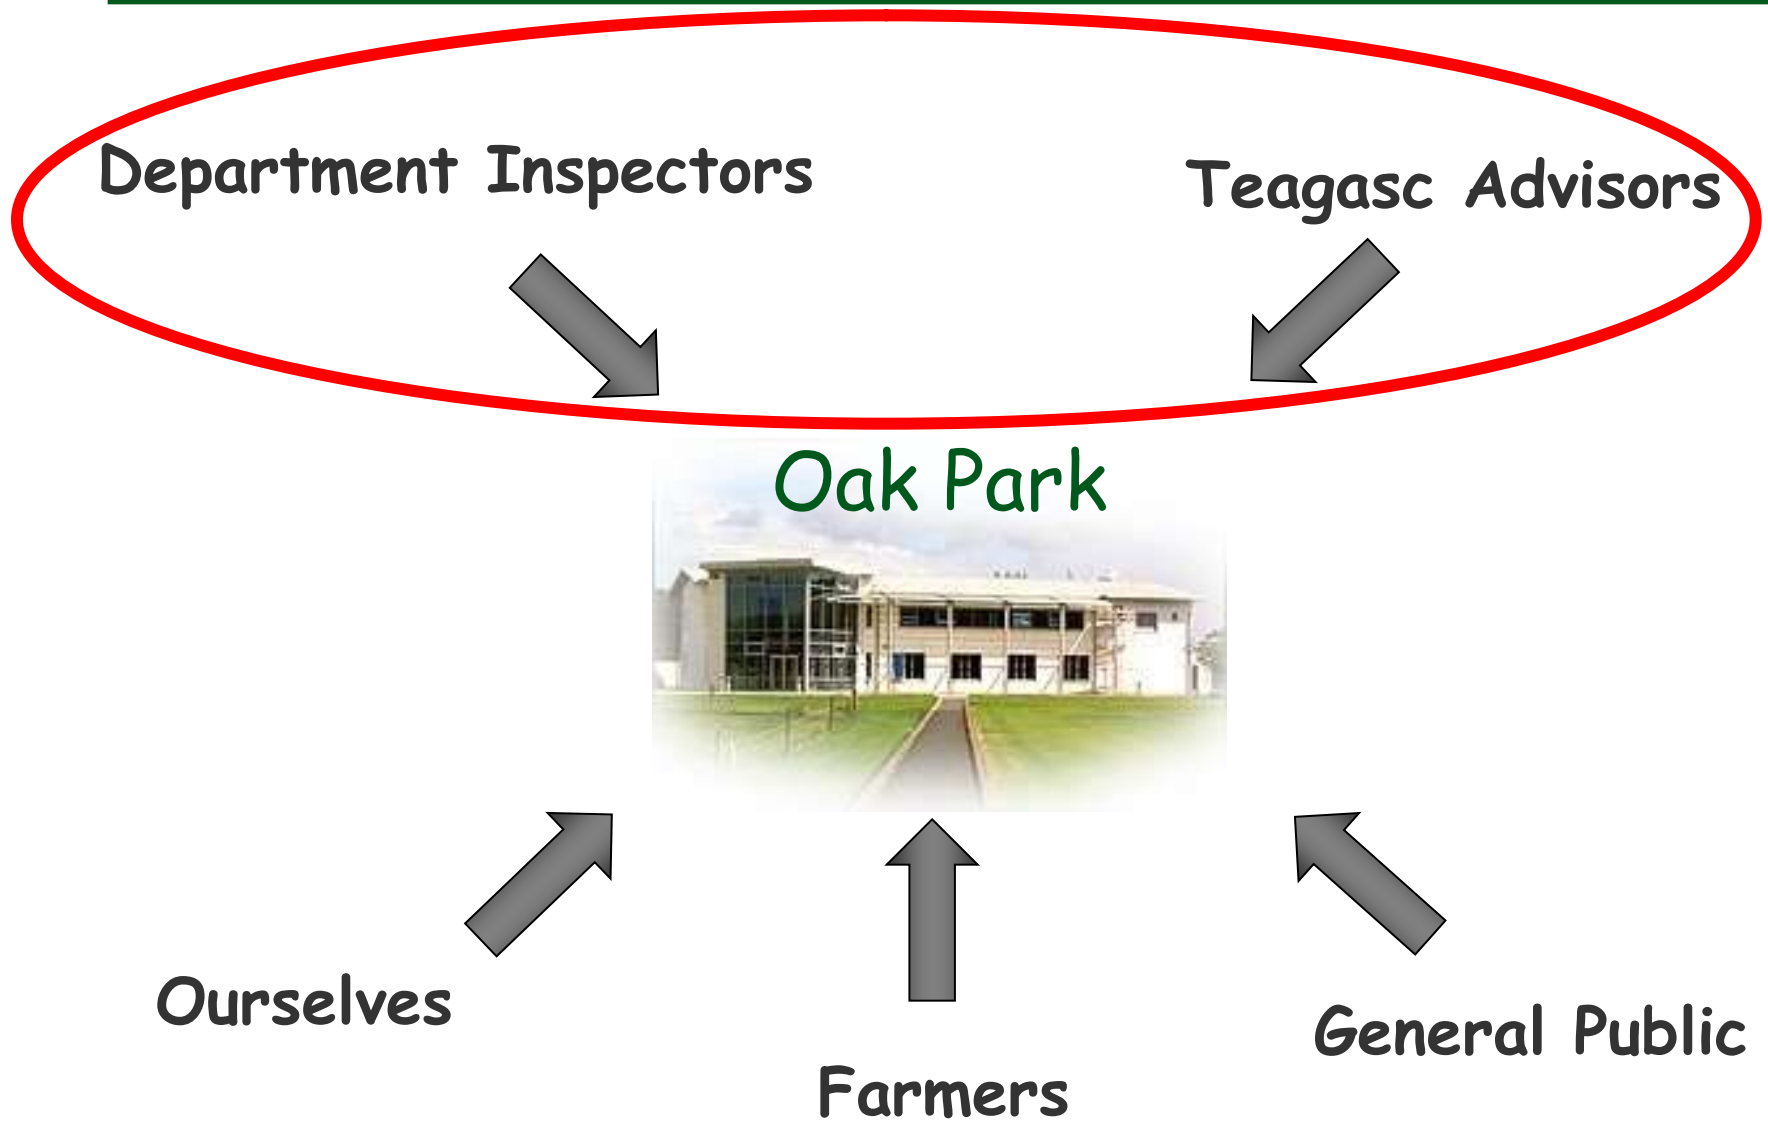 Department Inspectors
Teagasc Advisors
Oak Park
Ourselves
General Public
Farmers